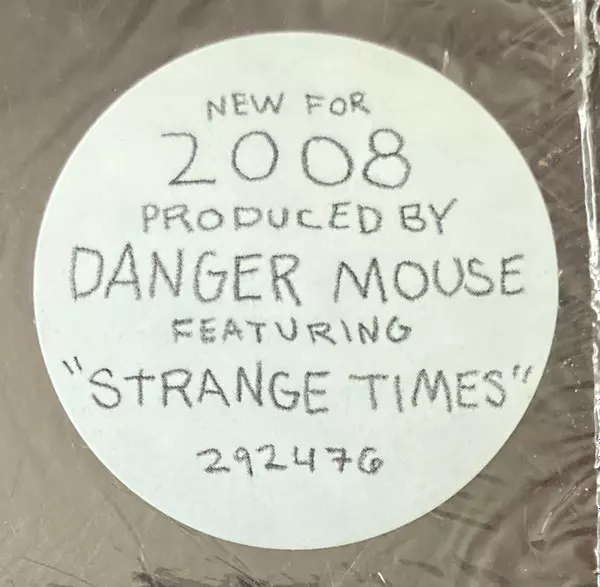 NEW FOR
2008
PRODUCED BY
DANGER MOUSE
FEATURING
"STRANGE TIMES"
292476